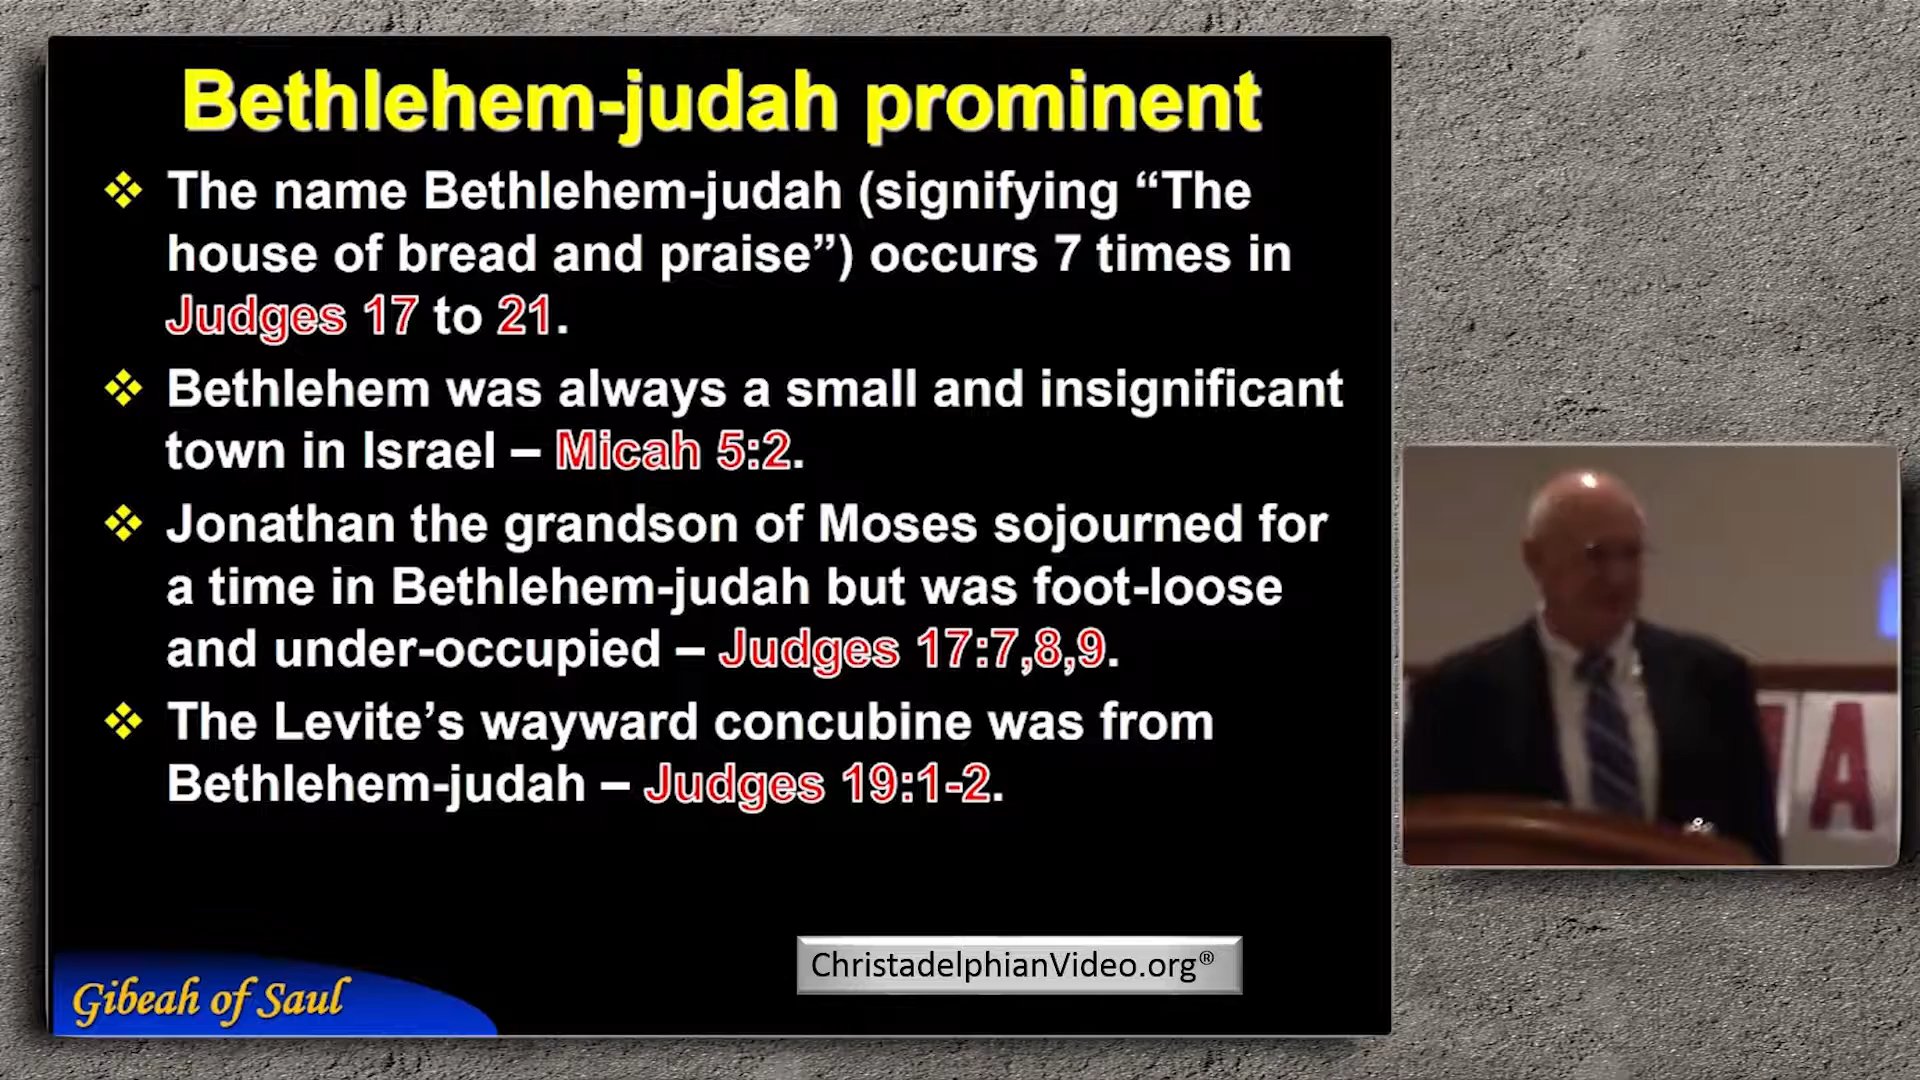 Bethlehem-judah prominent
❖ The name Bethlehem-judah (signifying “The
house of bread and praise”) occurs 7 times in
Judges 17 to 21.
❖ Bethlehem was always a small and insignificant
town in Israel – Micah 5:2.
❖ Jonathan the grandson of Moses sojourned for
a time in Bethlehem-judah but was foot-loose
and under-occupied – Judges 17:7,8,9.
❖ The Levite’s wayward concubine was from
Bethlehem-judah – Judges 19:1-2.
A
ChristadelphianVideo.org®
Gibeah of Saul